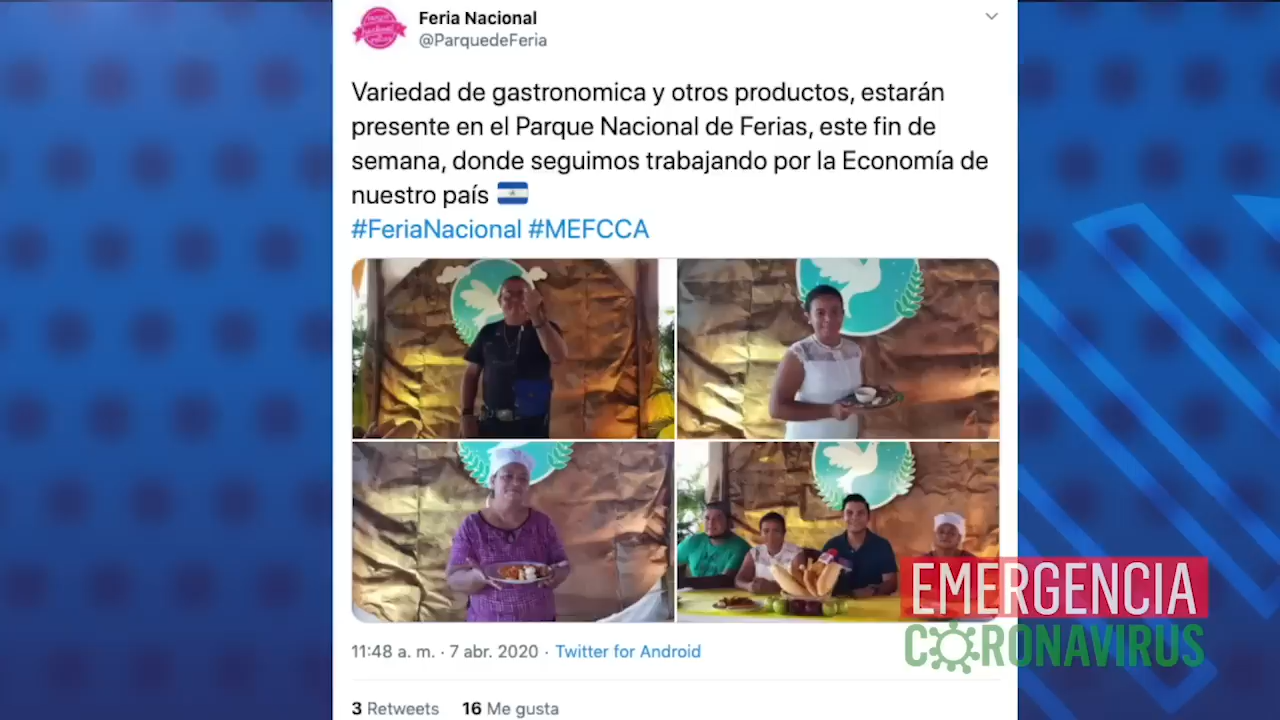 Feria Nacional
@ParquedeFeria
Variedad de gastronomica y otros productos, estarán
presente en el Parque Nacional de Ferias, este fin de
semana, donde seguimos trabajando por la Economía de
nuestro país
#FeriaNacional #MEFCCA
11:48 a. m. · 7 abr. 2020 · Twitter for Android
3 Retweets 16 Me gusta
EMERGENCIA
CORONAVIRUS